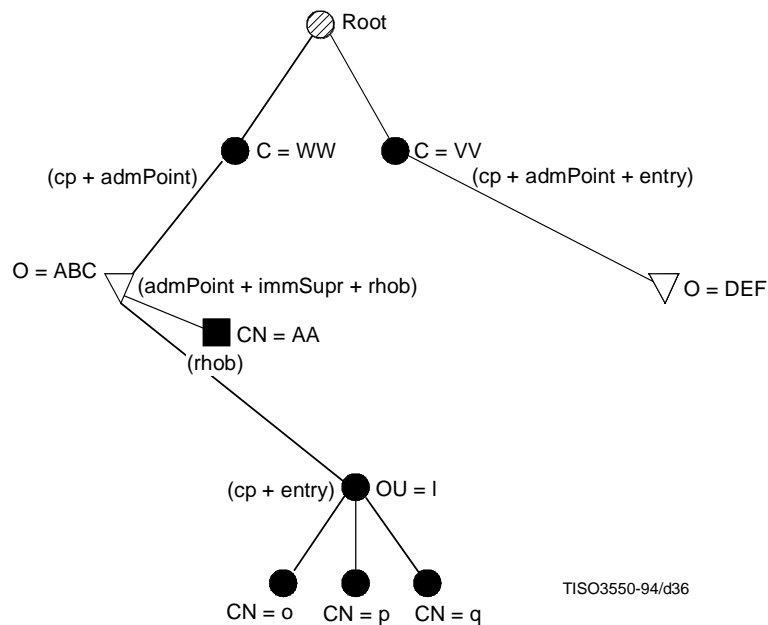 Root
C = WW
C = VV
(cp + admPoint)
(cp + admPoint + entry)
O = ABC
(admPoint + immSupr + rhob)
O = DEF
CN = AA
(rhob)
(cp + entry)
OU = I
CN = o
CN = p
CN = q
TISO3550-94/d36